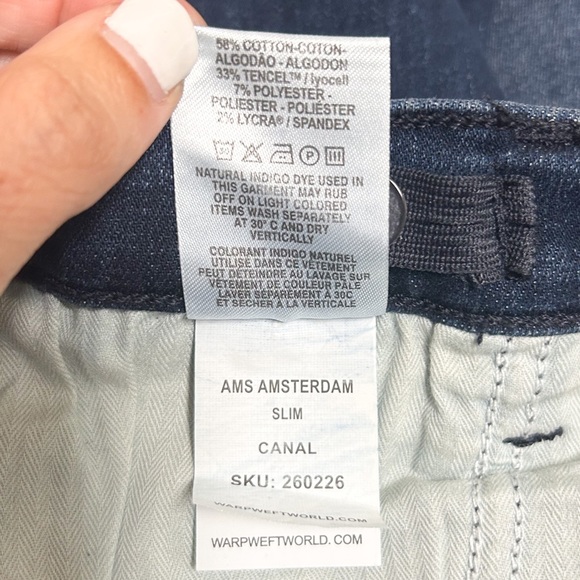 58% COTTON-COTON-
ALGODÃO - ALGODON
33% TENCEL™ / lyocell
7% POLYESTER -
POLIESTER - POLIÉSTER
2% LYCRA® / SPANDEX
NATURAL INDIGO DYE USED IN
THIS GARMENT MAY RUB
OFF ON LIGHT COLORED
ITEMS WASH SEPARATELY
AT 30° C AND DRY
VERTICALLY
COLORANT INDIGO NATUREL
UTILISE DANS CE VÊTEMENT
PEUT DÉTEINDRE AU LAVAGE SUR
VÊTEMENT DE COULEUR PÂLE
LAVER SÉPARÉMENT À 30C
ET SÉCHER A LA VERTICALE
AMS AMSTERDAM
SLIM
CANAL
SKU: 260226
WARPWEFTWORLD.COM
WARPWEFTWORLD.COM